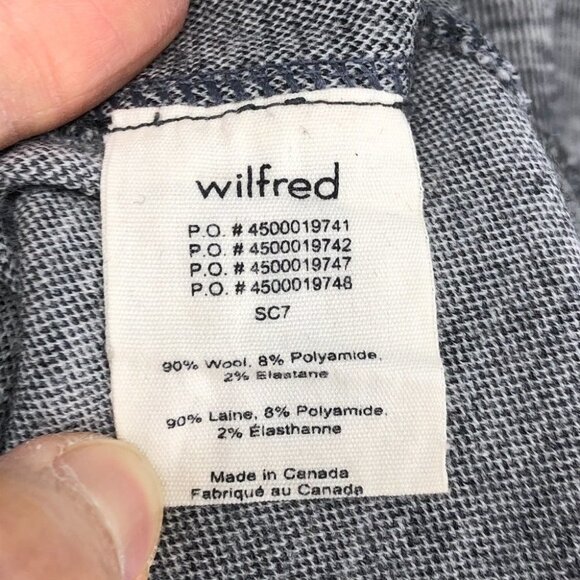 wilfred
P.O. # 4500019741
P.O. # 4500019742
P.O. # 4500019747
P.O. # 4500019748
SC7
90% Wool, 8% Polyamide,
2% Elastane
90% Laine, 8% Polyamide,
2% Élasthanne
Made in Canada
Fabriqué au Canada